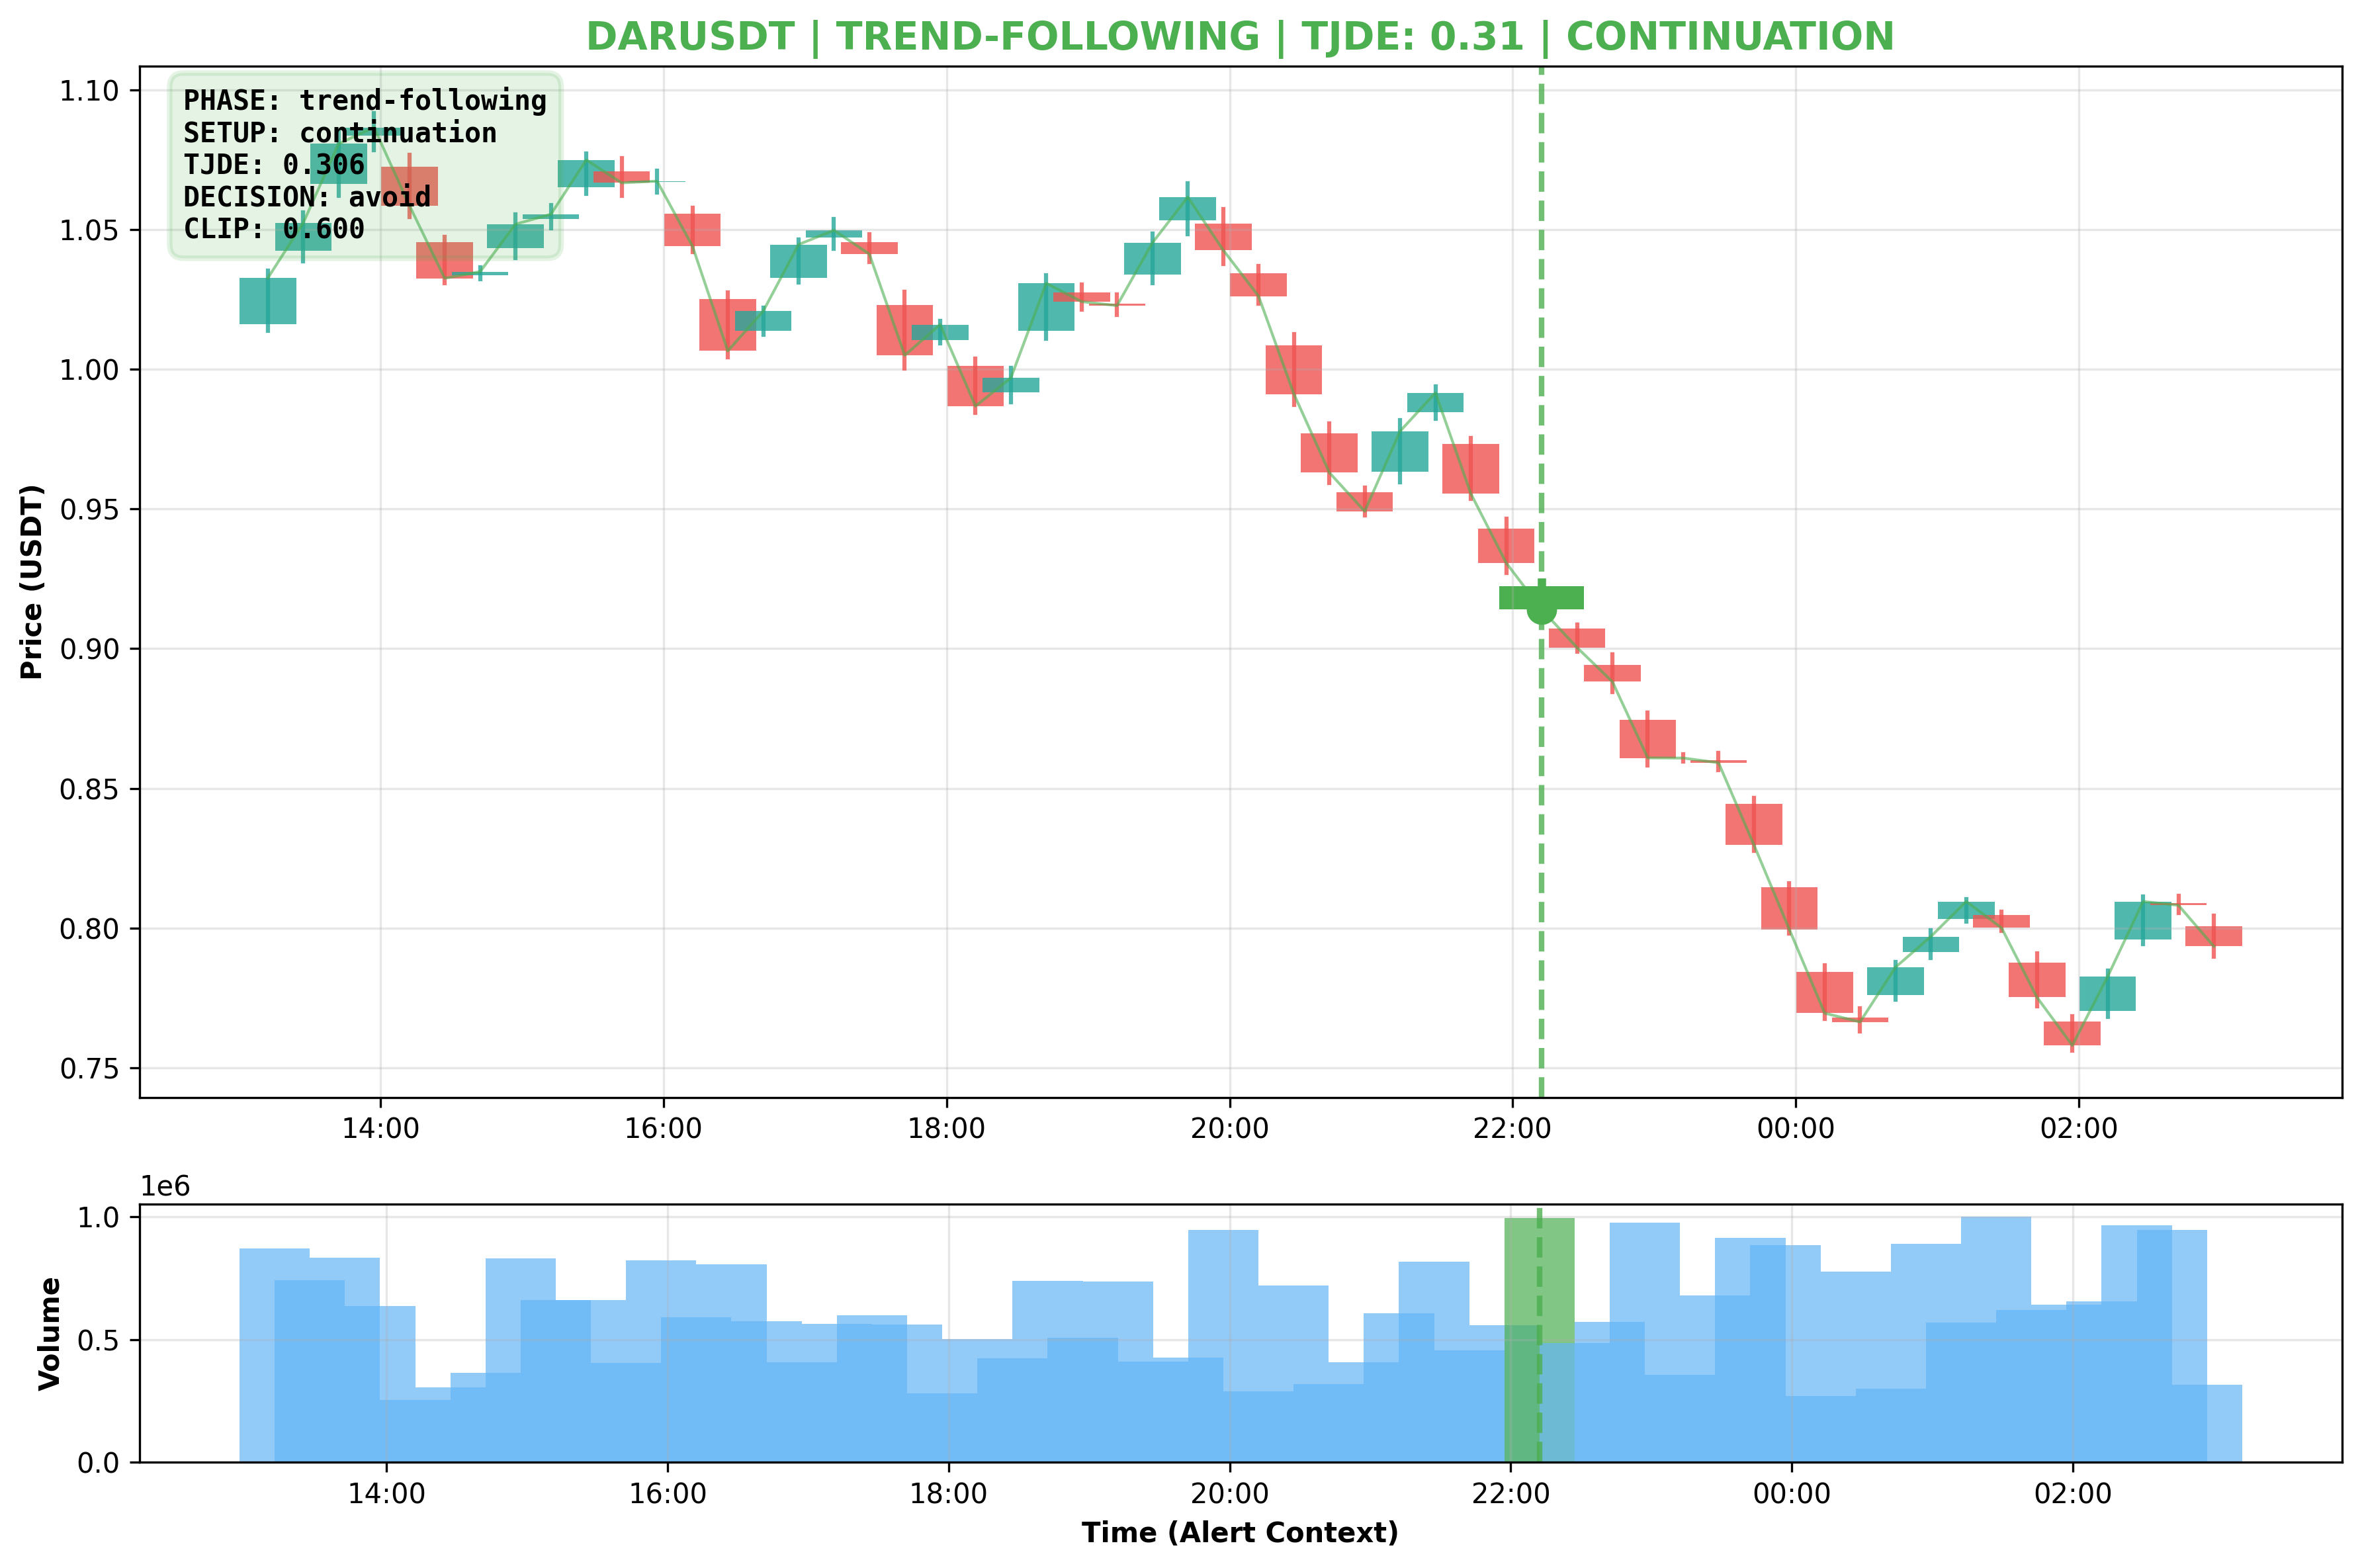 DARUSDT | TREND-FOLLOWING | TJDE: 0.31 | CONTINUATION
PHASE: trend-following
SETUP: continuation
TJDE: 0.306
DECISION: avoid
CLIP: 0.600
Price (USDT)
1.10
1.05
1.00
0.95
0.90
0.85
0.80
0.75
14:00 16:00 18:00 20:00 22:00 00:00 02:00
1e6
Volume
1.0
0.5
0.0
14:00 16:00 18:00 20:00 22:00 00:00 02:00
Time (Alert Context)